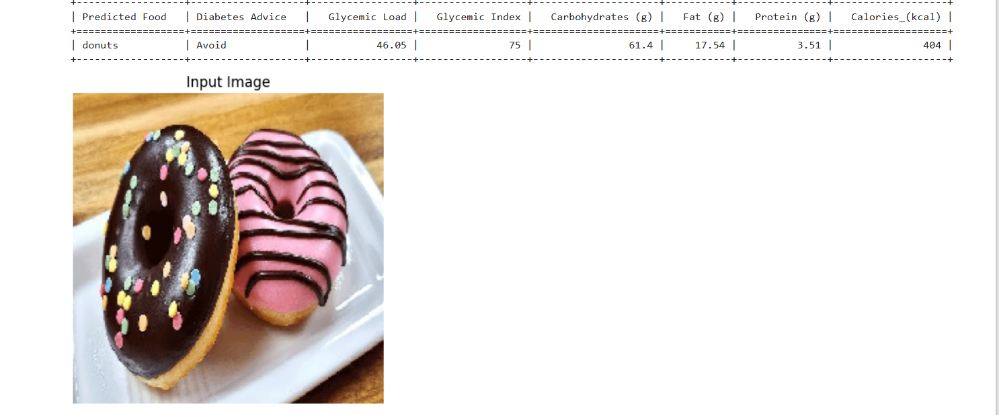 | Predicted Food | Diabetes Advice | Glycemic Load | Glycemic Index | Carbohydrates (g) | Fat (g) | Protein (g) | Calories_(kcal) |
| donuts | Avoid | 46.05 | 75 | 61.4 | 17.54 | 3.51 | 404 |
Input Image